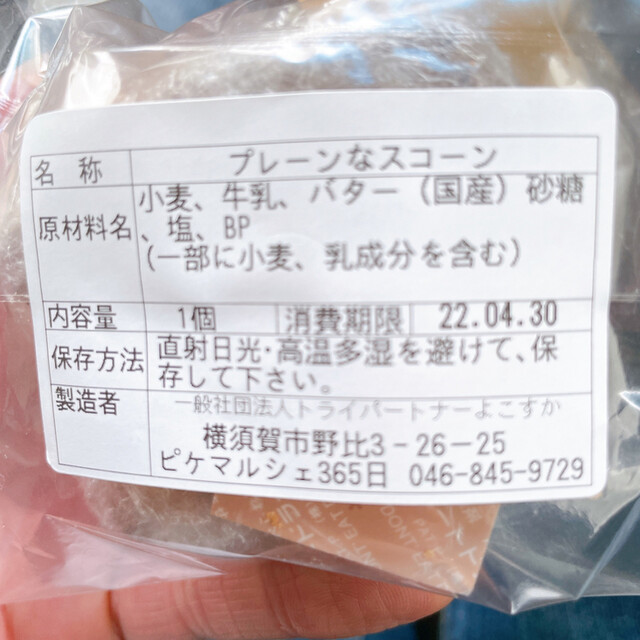 名 称 プレーンなスコーン
原材料名 小麦、牛乳、バター（国産）砂糖
、塩、BP
（一部に小麦、乳成分を含む）
内容量 1個 消費期限 22.04.30
保存方法 直射日光・高温多湿を避けて、保
存して下さい。
製造者 一般社団法人トライパートナーよこすか
横須賀市野比3-26-25
ピケマルシェ365日 046-845-9729